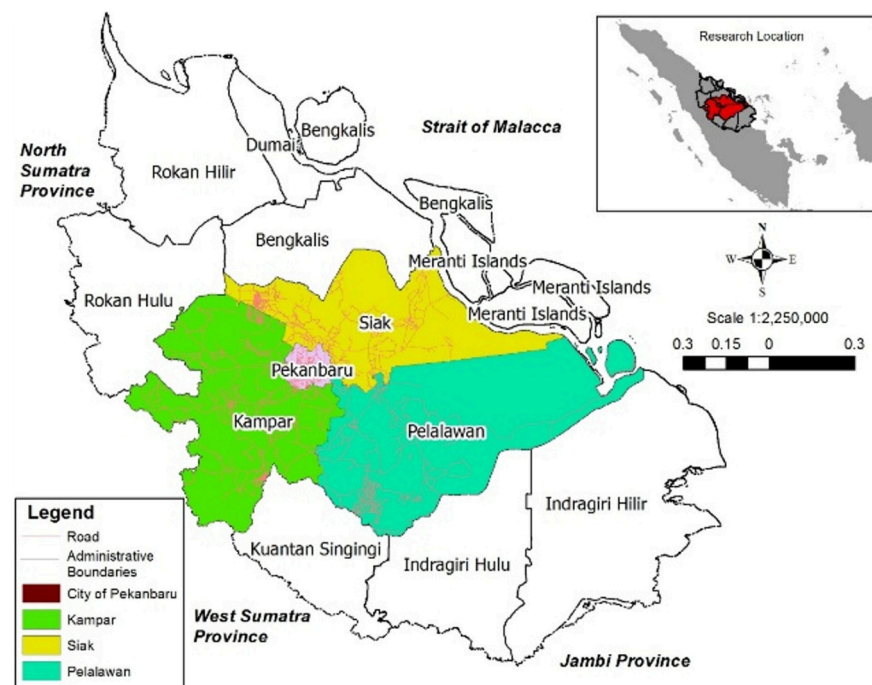 Research Location
Bengkalis
Dumai
Strait of Malacca
North
Sumatra
Province
Rokan Hilir
Bengkalis
Bengkalis
Meranti Islands
Meranti Islands
Meranti Islands
Rokan Hulu
Siak
Pekanbaru
Kampar
Pelalawan
Indragiri Hilir
Kuantan Singingi
Indragiri Hulu
West Sumatra
Province
Jambi Province
N
W E
S
Scale 1:2,250,000
0.3 0.15 0 0.3
Legend
Road
Administrative
Boundaries
City of Pekanbaru
Kampar
Siak
Pelalawan